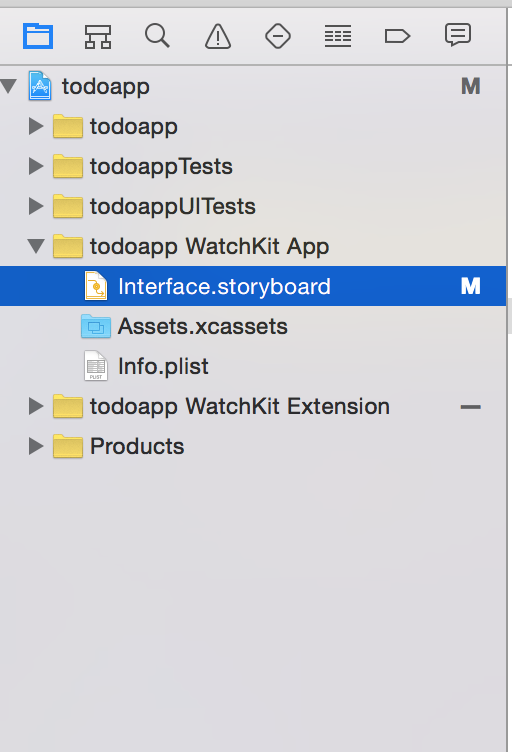 todoapp M
todoapp
todoappTests
todoappUITests
todoapp WatchKit App
Interface.storyboard M
Assets.xcassets
Info.plist
todoapp WatchKit Extension —
Products